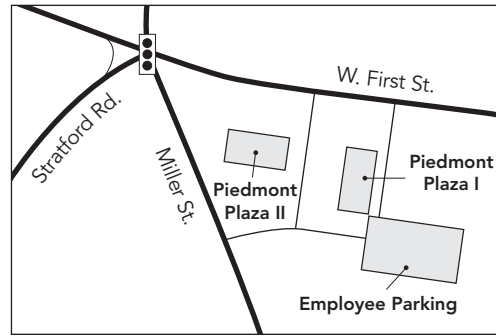 W. First St.
Stratford Rd.
Miller St.
Piedmont
Plaza II
Piedmont
Plaza I
Employee Parking